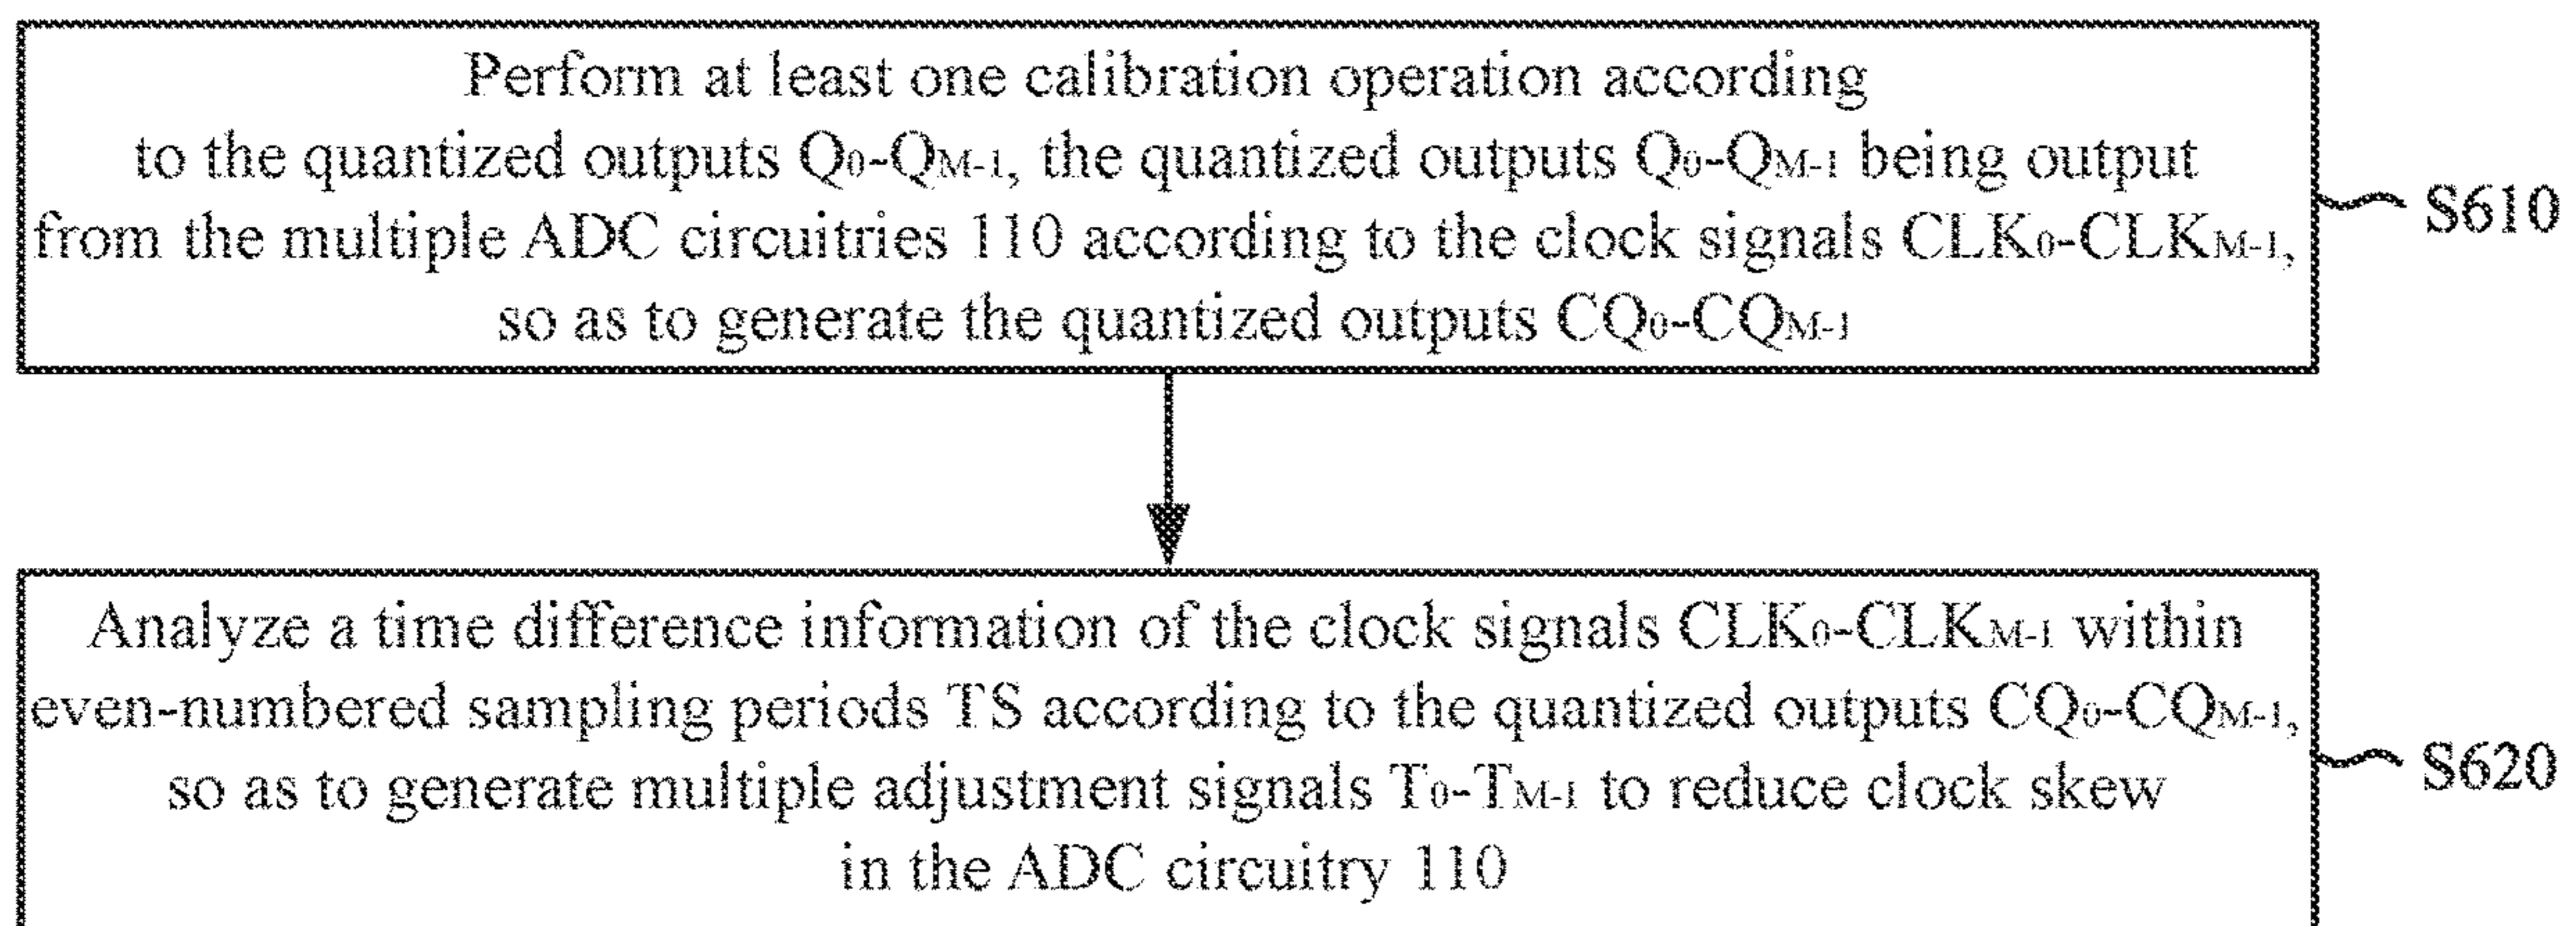 Perform at least one calibration operation according
to the quantized outputs Q0-QM-1, the quantized outputs Q0-QM-1 being output
from the multiple ADC circuitries 110 according to the clock signals CLK0-CLKM-1,
so as to generate the quantized outputs CQ0-CQM-1
S610
Analyze a time difference information of the clock signals CLK0-CLKM-1 within
even-numbered sampling periods TS according to the quantized outputs CQ0-CQM-1,
so as to generate multiple adjustment signals T0-TM-1 to reduce clock skew
in the ADC circuitry 110
S620